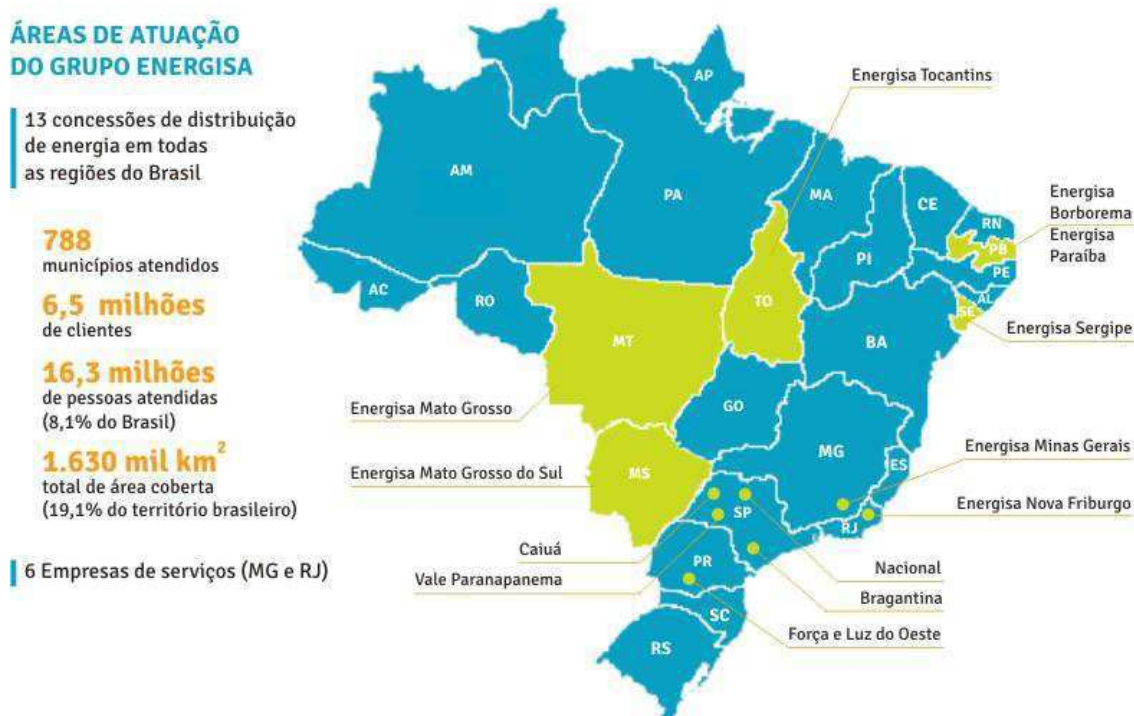 ÁREAS DE ATUAÇÃO
DO GRUPO ENERGISA
13 concessões de distribuição
de energia em todas
as regiões do Brasil
788
municípios atendidos
6,5 milhões
de clientes
16,3 milhões
de pessoas atendidas
(8,1% do Brasil)
1.630 mil km²
total de área coberta
(19,1% do território brasileiro)
6 Empresas de serviços (MG e RJ)
AP
Energisa Tocantins
AM
PA
MA
CE
RN
PB
PE
AL
SE
PI
Energisa
Borborema
Energisa
Paraíba
Energisa Sergipe
AC
RO
MT
TO
BA
Energisa Mato Grosso
GO
MG
ES
Energisa Minas Gerais
Energisa Mato Grosso do Sul
MS
SP
RJ
Energisa Nova Friburgo
Caiuá
Vale Paranapanema
PR
Nacional
Bragantina
SC
Força e Luz do Oeste
RS